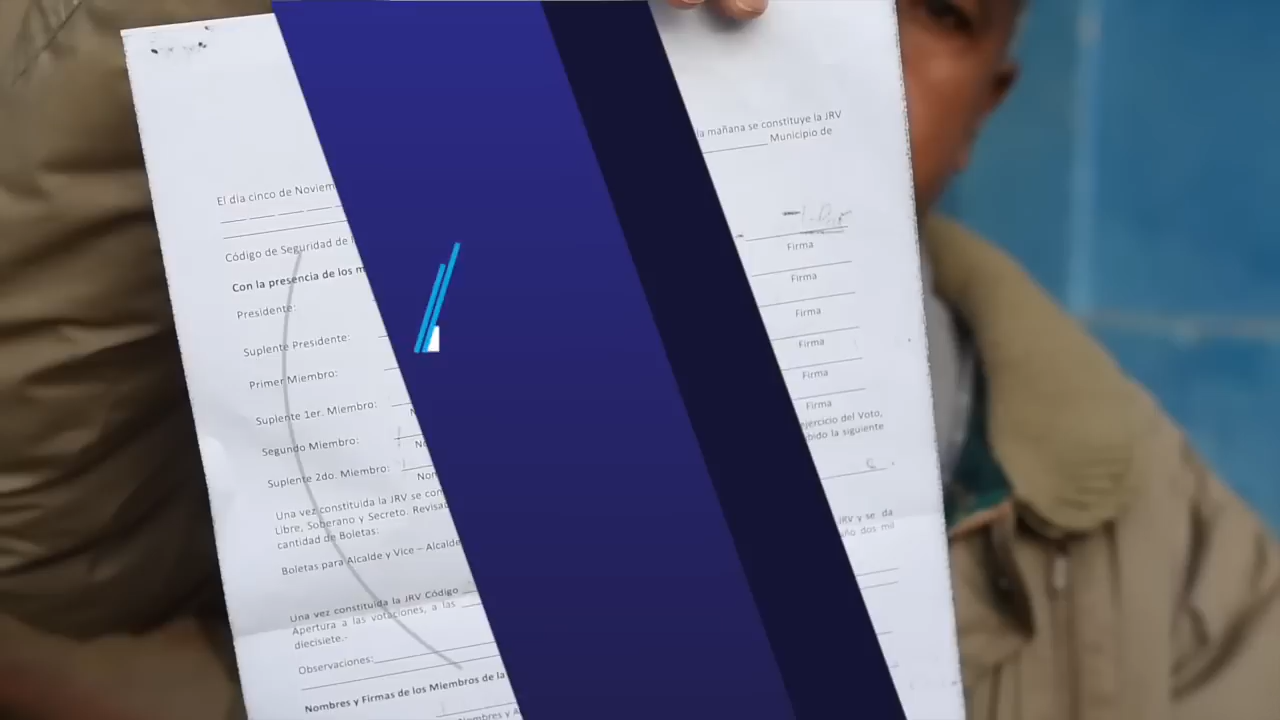 El día cinco de Noviem
la mañana se constituye la JRV
Municipio de
Código de Seguridad de l
Con la presencia de los m
Presidente:
Firma
Suplente Presidente:
Firma
Primer Miembro:
Firma
Suplente 1er. Miembro:
Firma
Segundo Miembro:
Firma
Suplente 2do. Miembro:
Firma
Una vez constituida la JRV se con
ejercicio del Voto,
Libre, Soberano y Secreto. Revisad
bido la siguiente
cantidad de Boletas:
Boletas para Alcalde y Vice – Alcalde
Una vez constituida la JRV Código
JRV y se da
Apertura a las votaciones, a las
año dos mil
diecisiete.-
Observaciones:
Nombres y Firmas de los Miembros de la